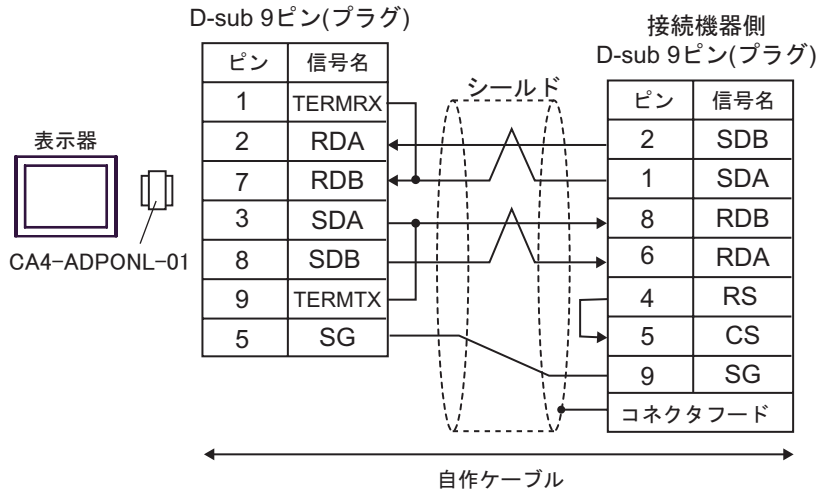 D-sub 9ピン(プラグ)
ピン 信号名
1 TERMRX
2 RDA
7 RDB
3 SDA
8 SDB
9 TERMTX
5 SG
表示器
CA4-ADPONL-01
シールド
接続機器側
D-sub 9ピン(プラグ)
ピン 信号名
2 SDB
1 SDA
8 RDB
6 RDA
4 RS
5 CS
9 SG
コネクタフード
自作ケーブル